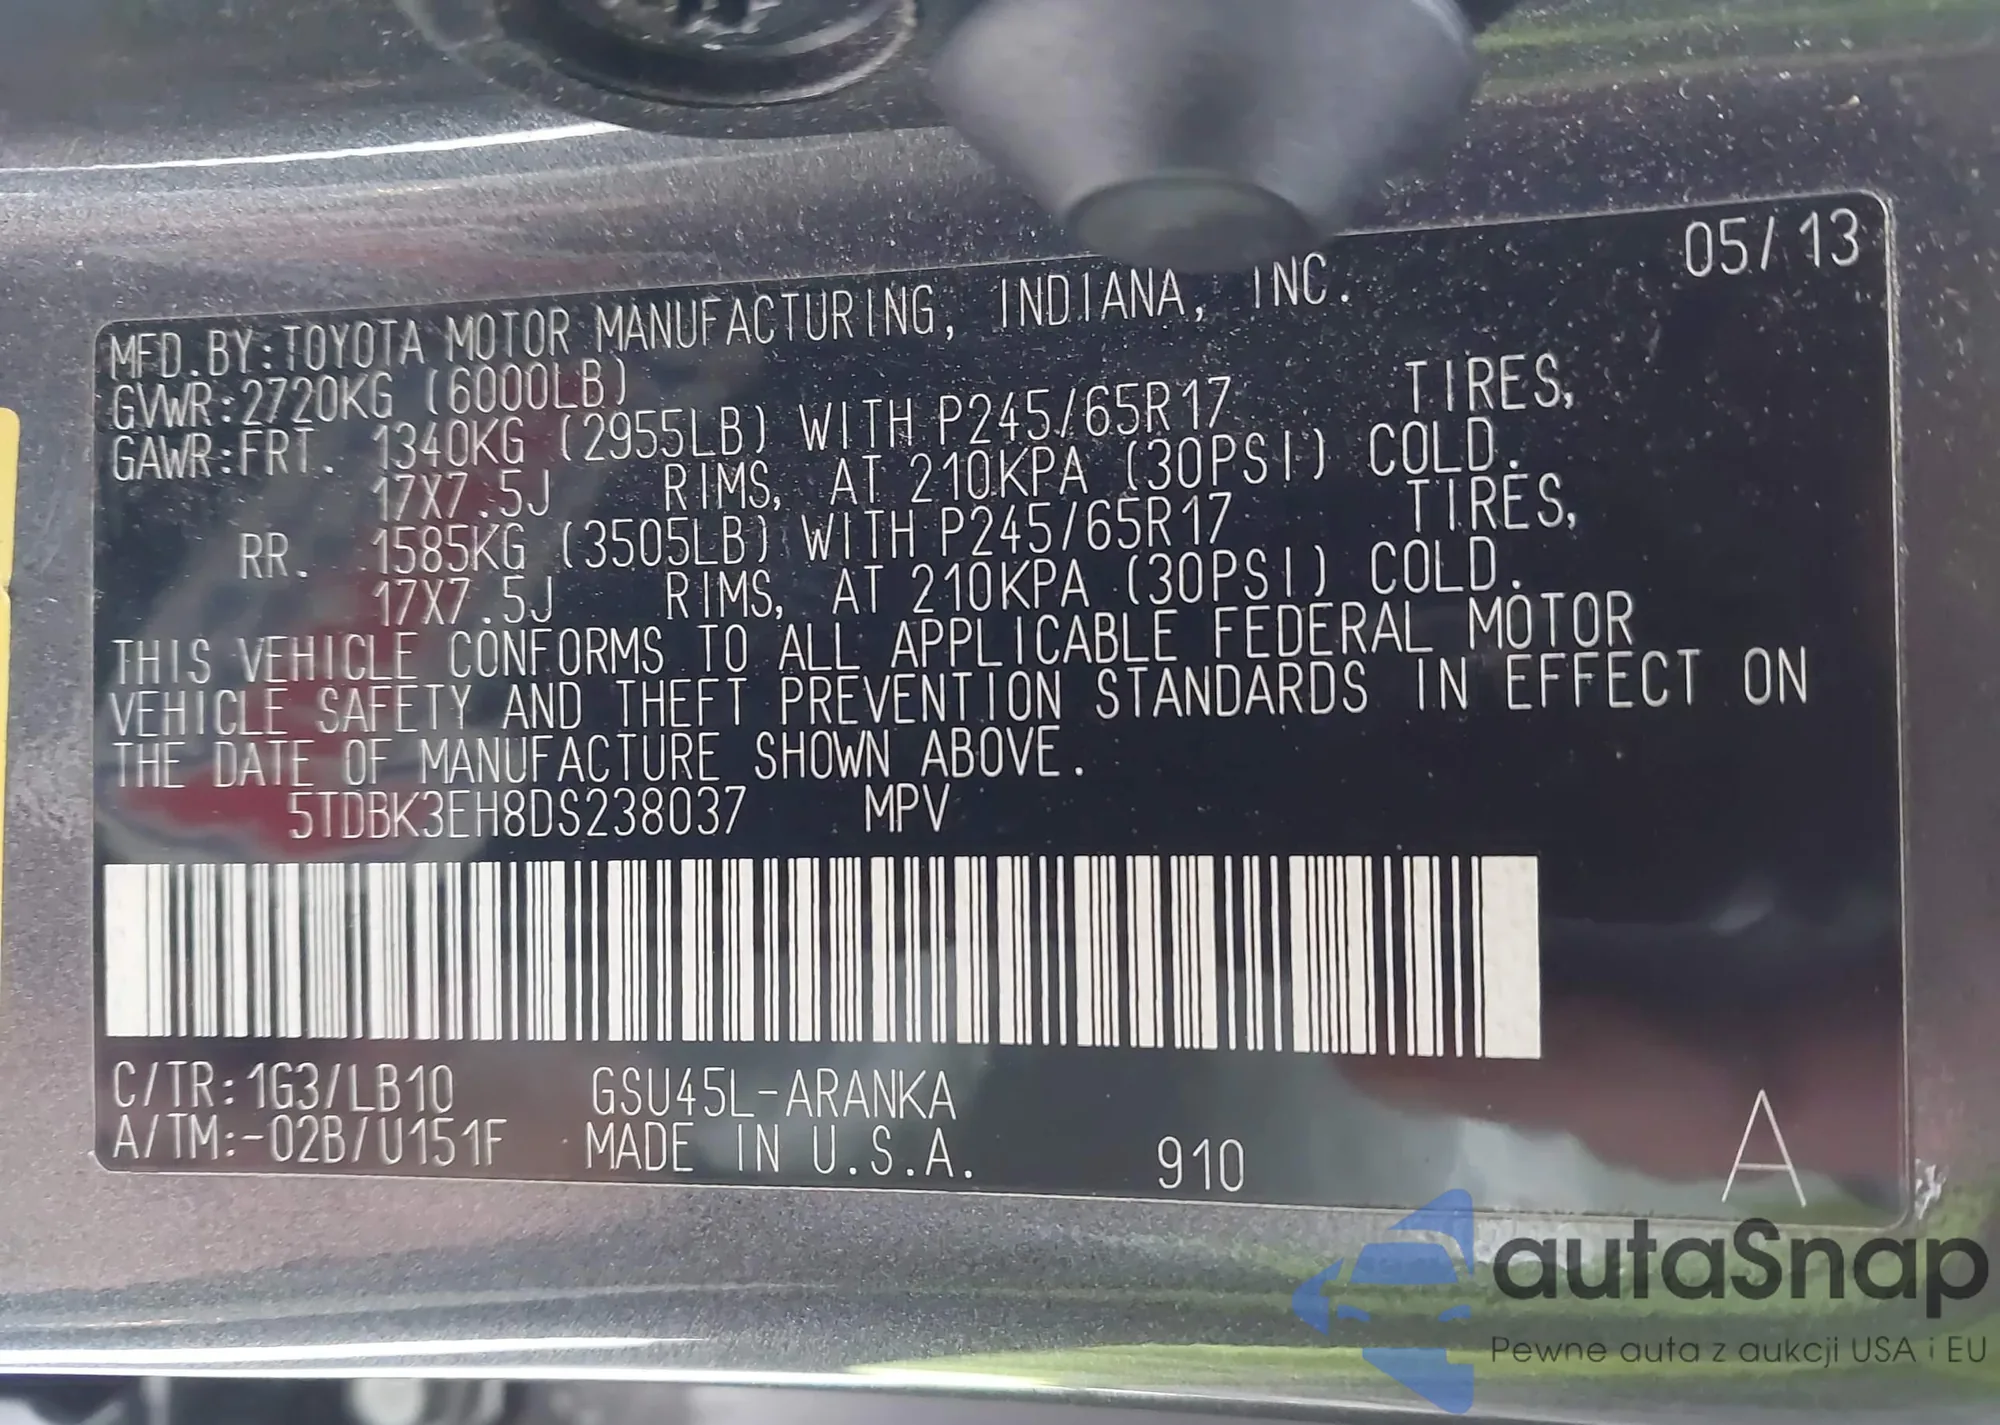 05/13
MFD.BY:TOYOTA MOTOR MANUFACTURING, INDIANA, INC.
GVWR:2720KG (6000LB)
GAWR:FRT. 1340KG (2955LB) WITH P245/65R17 TIRES,
17X7.5J RIMS, AT 210KPA (30PSI) COLD.
RR. 1585KG (3505LB) WITH P245/65R17 TIRES,
17X7.5J RIMS, AT 210KPA (30PSI) COLD.
THIS VEHICLE CONFORMS TO ALL APPLICABLE FEDERAL MOTOR
VEHICLE SAFETY AND THEFT PREVENTION STANDARDS IN EFFECT ON
THE DATE OF MANUFACTURE SHOWN ABOVE.
5TDBK3EH8DS238037 MPV
C/TR:1G3/LB10 GSU45L-ARANKA
A/TM:-02B/U151F MADE IN U.S.A. 910 A
autaSnap
Pewne auta z aukcji USA i EU